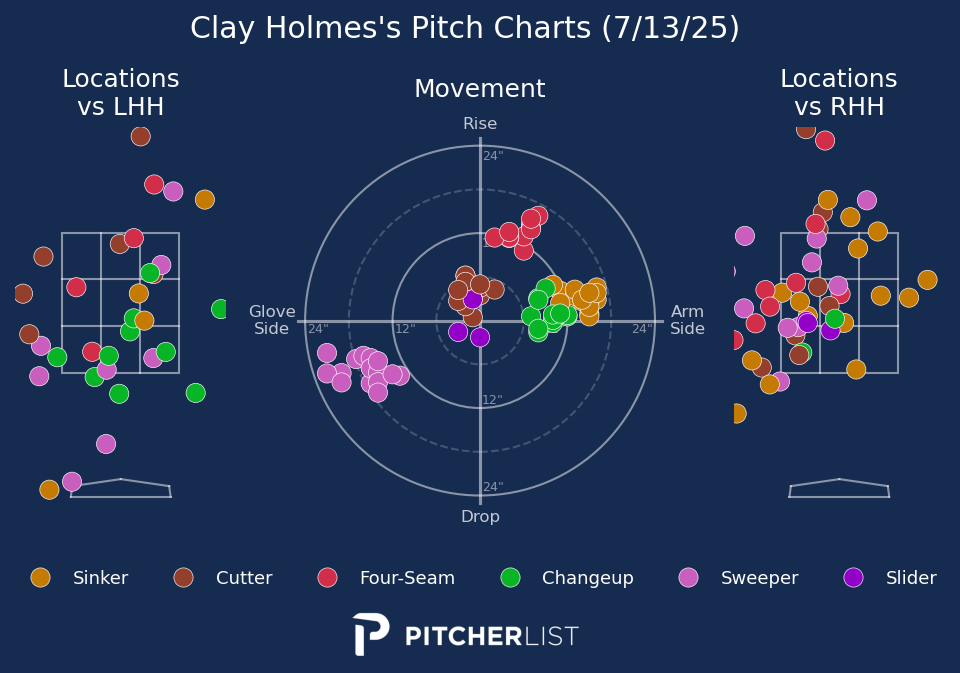 Clay Holmes's Pitch Charts (7/13/25)
Locations
vs LHH
Movement
Locations
vs RHH
Rise
24"
Glove
Side
24"
12"
24"
Arm
Side
12"
24"
Drop
Sinker
Cutter
Four-Seam
Changeup
Sweeper
Slider
PITCHERLIST